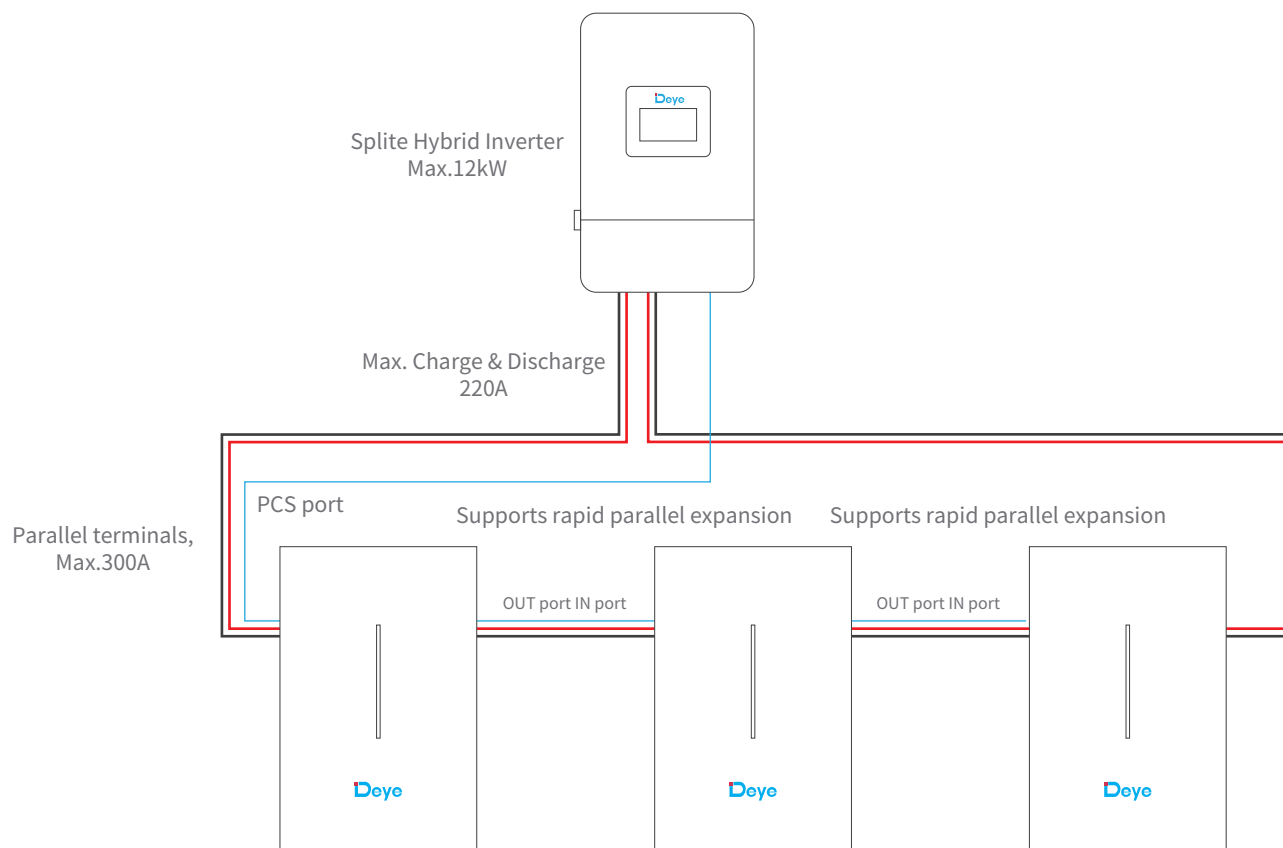 Deye
Splite Hybrid Inverter
Max.12kW
Max. Charge & Discharge
220A
PCS port
Supports rapid parallel expansion
Supports rapid parallel expansion
Parallel terminals,
Max.300A
OUT port IN port
OUT port IN port
Deye
Deye
Deye